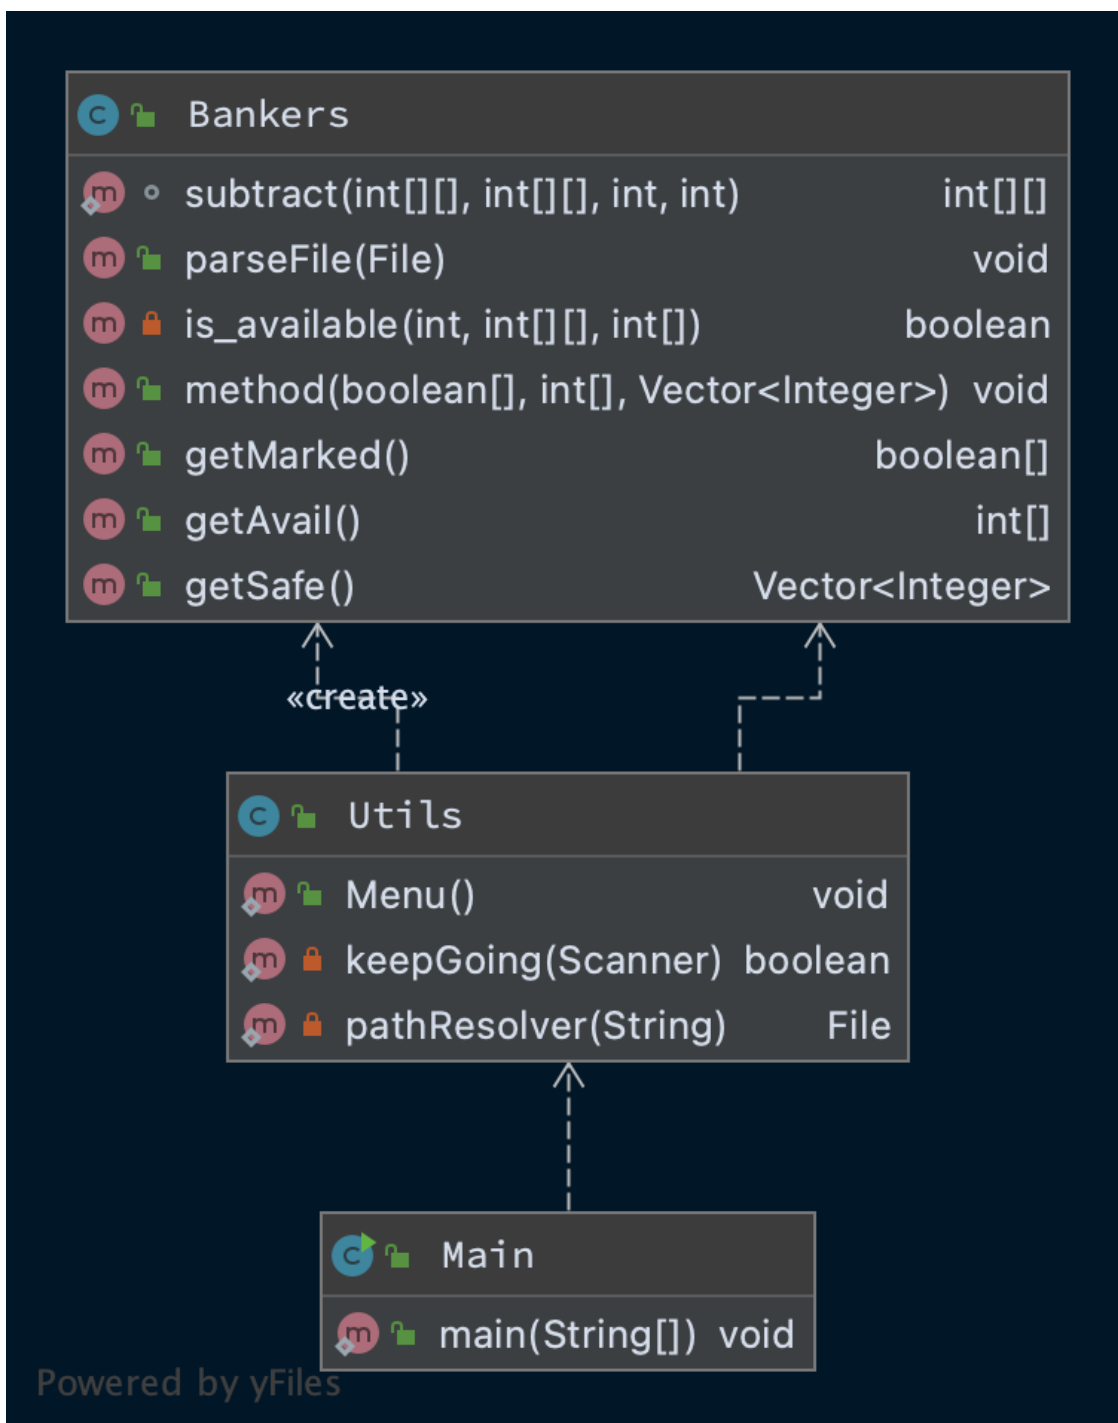 Bankers
subtract(int[][], int[][], int, int) int[][]
parseFile(File) void
is_available(int, int[][], int[]) boolean
method(boolean[], int[], Vector<Integer>) void
getMarked() boolean[]
getAvail() int[]
getSafe() Vector<Integer>
«create»
Utils
Menu() void
keepGoing(Scanner) boolean
pathResolver(String) File
Main
main(String[]) void
Powered by yFiles